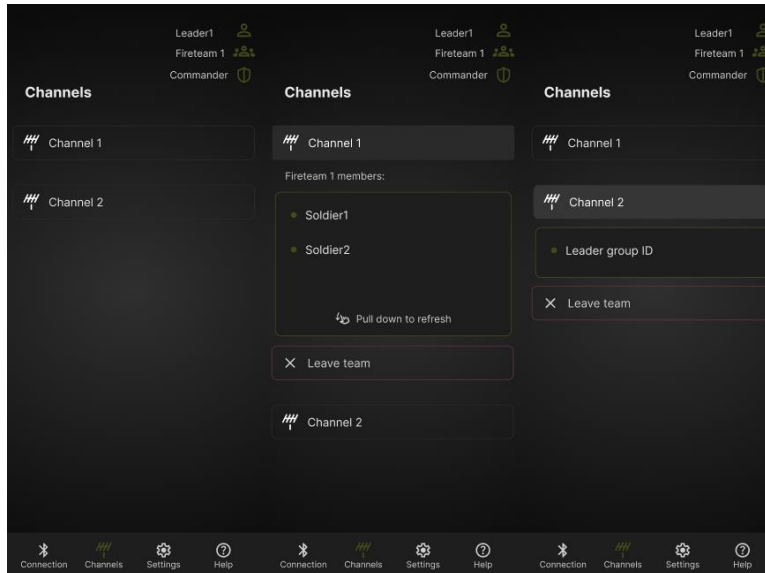 Leader1
Fireteam 1
Commander
Channels
Channel 1
Channel 2
Connection Channels Settings Help
Leader1
Fireteam 1
Commander
Channels
Channel 1
Fireteam 1 members:
Soldier1
Soldier2
Pull down to refresh
Leave team
Channel 2
Connection Channels Settings Help
Leader1
Fireteam 1
Commander
Channels
Channel 1
Channel 2
Leader group ID
Leave team
Connection Channels Settings Help